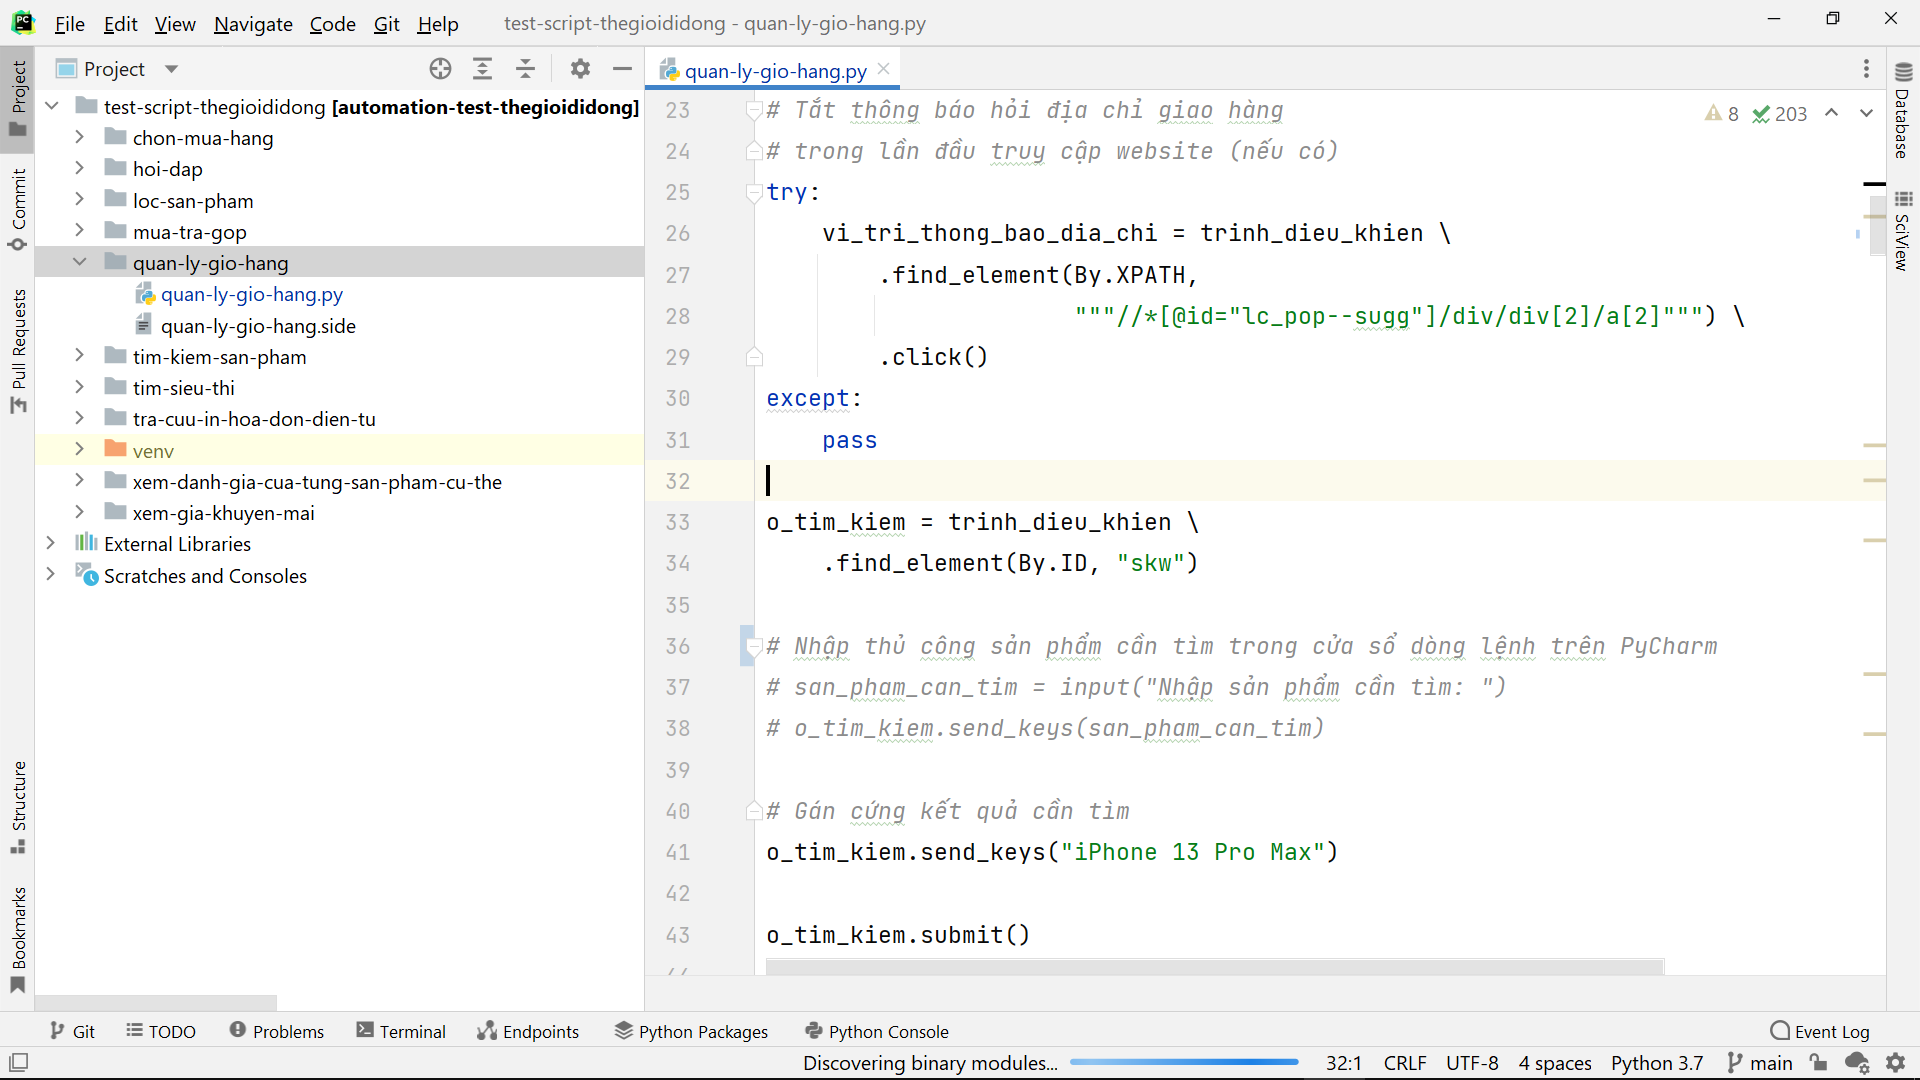 PC
File Edit View Navigate Code Git Help
test-script-thegioididong - quan-ly-gio-hang.py
Project
test-script-thegioididong [automation-test-thegioididong]
chon-mua-hang
hoi-dap
loc-san-pham
mua-tra-gop
quan-ly-gio-hang
quan-ly-gio-hang.py
quan-ly-gio-hang.side
tim-kiem-san-pham
tim-sieu-thi
tra-cuu-in-hoa-don-dien-tu
venv
xem-danh-gia-cua-tung-san-pham-cu-the
xem-gia-khuyen-mai
External Libraries
Scratches and Consoles
Project
Commit
Pull Requests
Structure
Bookmarks
quan-ly-gio-hang.py
8 203
23 # Tắt thông báo hỏi địa chỉ giao hàng
24 # trong lần đầu truy cập website (nếu có)
25 try:
26 vi_tri_thong_bao_dia_chi = trinh_dieu_khien \
27 .find_element(By.XPATH,
28 """//*[@id="lc_pop--sugg"]/div/div[2]/a[2]""") \
29 .click()
30 except:
31 pass
32
33 o_tim_kiem = trinh_dieu_khien \
34 .find_element(By.ID, "skw")
35
36 # Nhập thủ công sản phẩm cần tìm trong cửa sổ dòng lệnh trên PyCharm
37 # san_pham_can_tim = input("Nhập sản phẩm cần tìm: ")
38 # o_tim_kiem.send_keys(san_pham_can_tim)
39
40 # Gán cứng kết quả cần tìm
41 o_tim_kiem.send_keys("iPhone 13 Pro Max")
42
43 o_tim_kiem.submit()
Database
SciView
Git TODO Problems Terminal Endpoints Python Packages Python Console Event Log
Discovering binary modules... 32:1 CRLF UTF-8 4 spaces Python 3.7 main